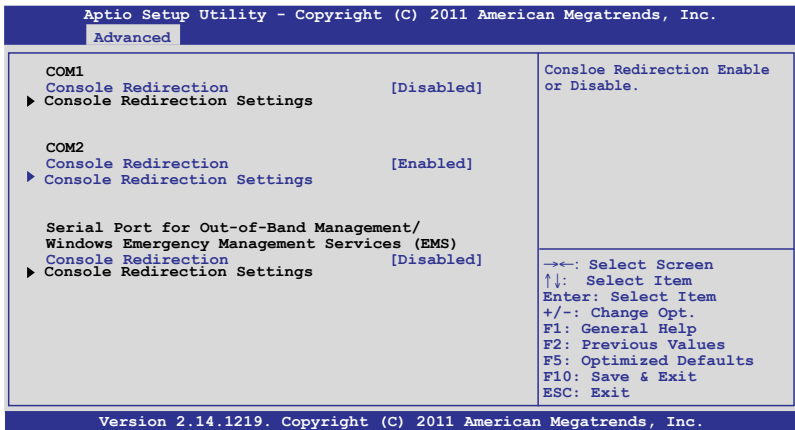 Aptio Setup Utility - Copyright (C) 2011 American Megatrends, Inc.
Advanced
COM1
Console Redirection [Disabled]
▶ Console Redirection Settings
COM2
Console Redirection [Enabled]
▶ Console Redirection Settings
Serial Port for Out-of-Band Management/
Windows Emergency Management Services (EMS)
Console Redirection [Disabled]
▶ Console Redirection Settings
Consloe Redirection Enable
or Disable.
→←: Select Screen
↑↓: Select Item
Enter: Select Item
+/-: Change Opt.
F1: General Help
F2: Previous Values
F5: Optimized Defaults
F10: Save & Exit
ESC: Exit
Version 2.14.1219. Copyright (C) 2011 American Megatrends, Inc.